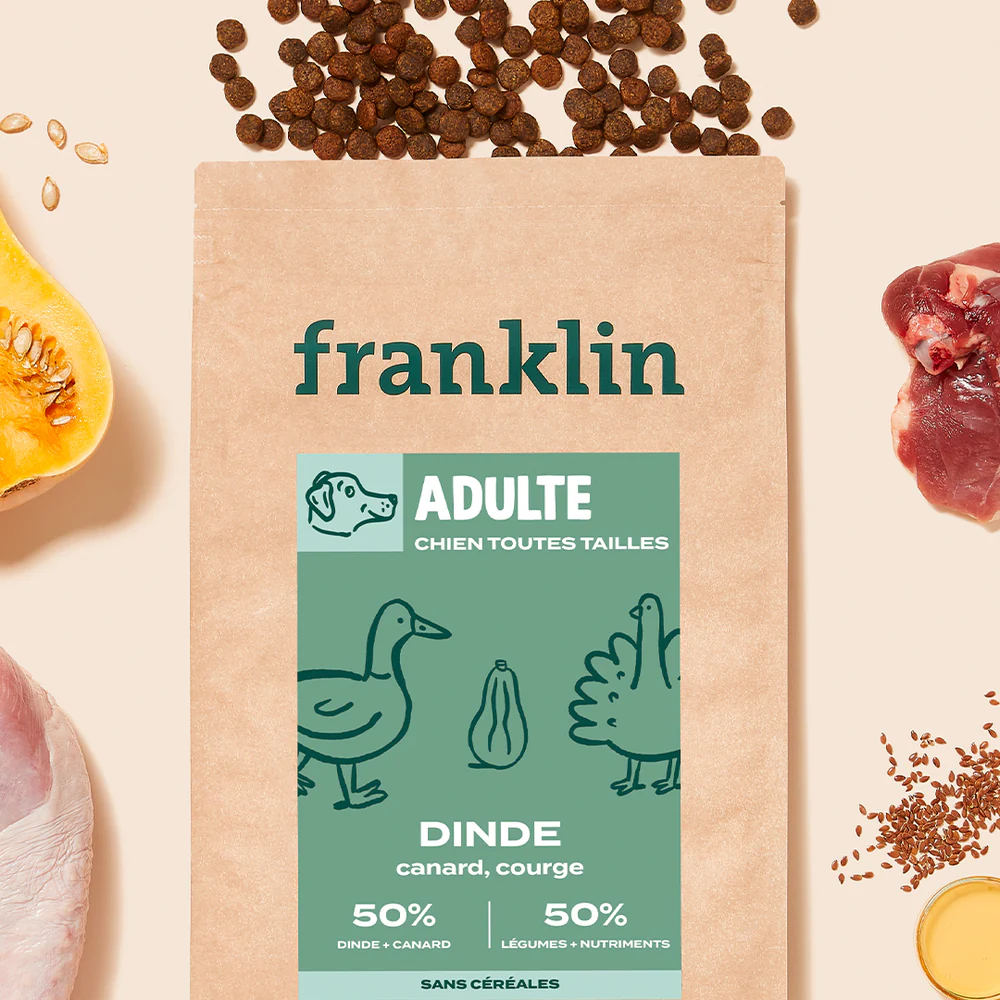 franklin
ADULTE
CHIEN TOUTES TAILLES
DINDE
canard, courge
50%
DINDE + CANARD
50%
LÉGUMES + NUTRIMENTS
SANS CÉRÉALES